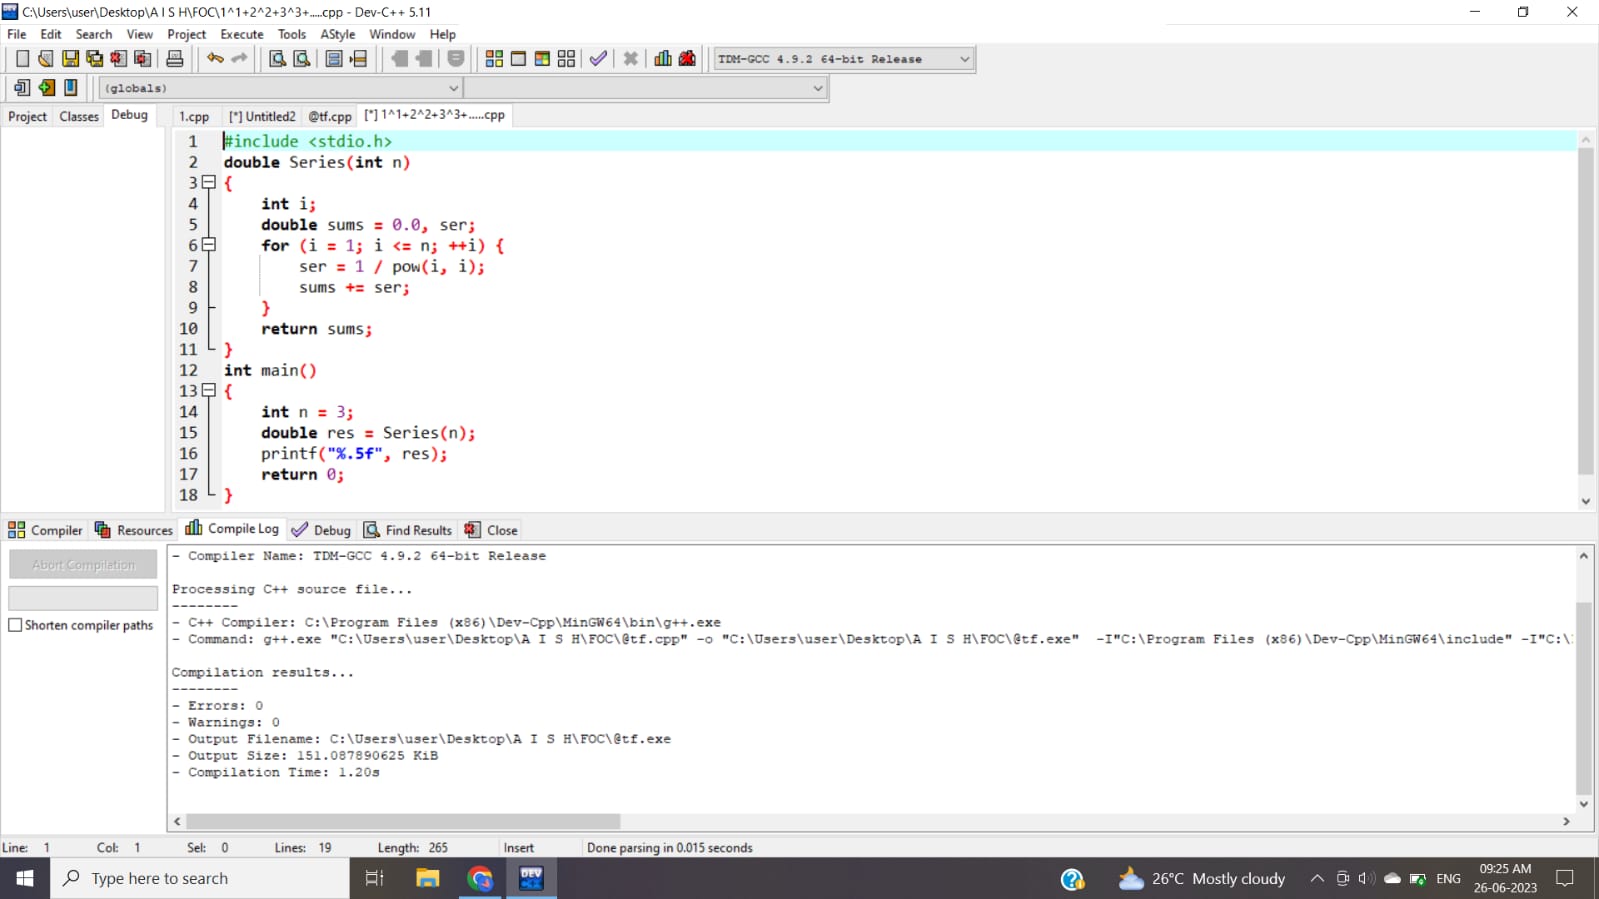 C:\Users\user\Desktop\A I S H\FOC\1^1+2^2+3^3+.....cpp - Dev-C++ 5.11
File Edit Search View Project Execute Tools AStyle Window Help
TDM-GCC 4.9.2 64-bit Release
(globals)
Project Classes Debug 1.cpp [*] Untitled2 @tf.cpp [*] 1^1+2^2+3^3+.....cpp
1 #include <stdio.h>
2 double Series(int n)
3 {
4 int i;
5 double sums = 0.0, ser;
6 for (i = 1; i <= n; ++i) {
7 ser = 1 / pow(i, i);
8 sums += ser;
9 }
10 return sums;
11 }
12 int main()
13 {
14 int n = 3;
15 double res = Series(n);
16 printf("%.5f", res);
17 return 0;
18 }
Compiler Resources Compile Log Debug Find Results Close
Abort Compilation
Shorten compiler paths
- Compiler Name: TDM-GCC 4.9.2 64-bit Release
Processing C++ source file...
--------
- C++ Compiler: C:\Program Files (x86)\Dev-Cpp\MinGW64\bin\g++.exe
- Command: g++.exe "C:\Users\user\Desktop\A I S H\FOC\@tf.cpp" -o "C:\Users\user\Desktop\A I S H\FOC\@tf.exe" -I"C:\Program Files (x86)\Dev-Cpp\MinGW64\include" -I"C:\
Compilation results...
--------
- Errors: 0
- Warnings: 0
- Output Filename: C:\Users\user\Desktop\A I S H\FOC\@tf.exe
- Output Size: 151.087890625 KiB
- Compilation Time: 1.20s
Line: 1 Col: 1 Sel: 0 Lines: 19 Length: 265 Insert Done parsing in 0.015 seconds
Type here to search
DEV
26°C Mostly cloudy
ENG
09:25 AM
26-06-2023